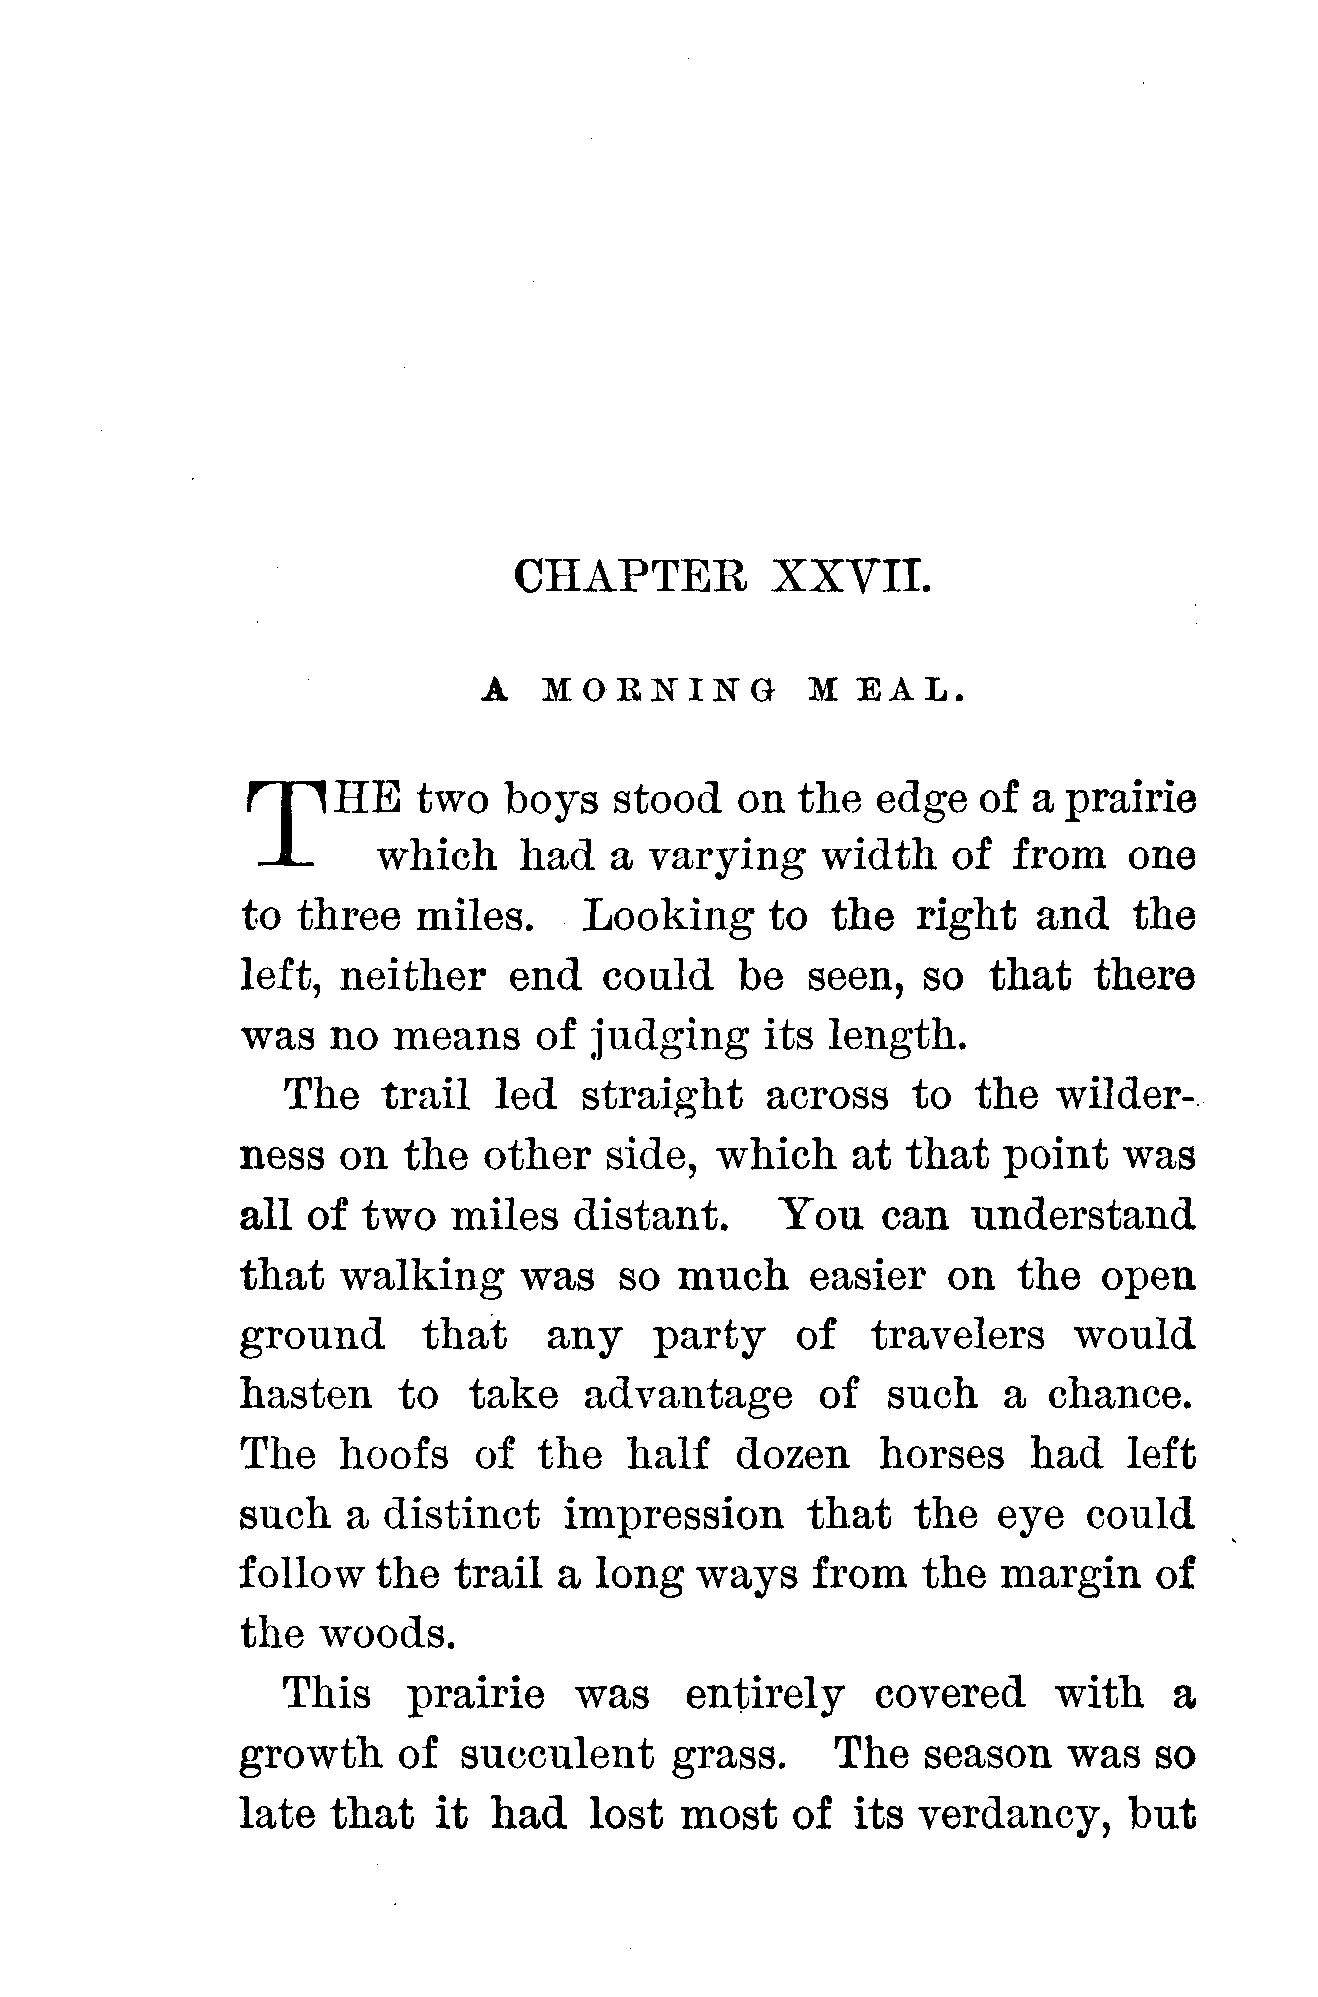 CHAPTER XXVII.
A MORNING MEAL.
THE two boys stood on the edge of a prairie
which had a varying width of from one
to three miles. Looking to the right and the
left, neither end could be seen, so that there
was no means of judging its length.
The trail led straight across to the wilder-
ness on the other side, which at that point was
all of two miles distant. You can understand
that walking was so much easier on the open
ground that any party of travelers would
hasten to take advantage of such a chance.
The hoofs of the half dozen horses had left
such a distinct impression that the eye could
follow the trail a long ways from the margin of
the woods.
This prairie was entirely covered with a
growth of succulent grass. The season was so
late that it had lost most of its verdancy, but